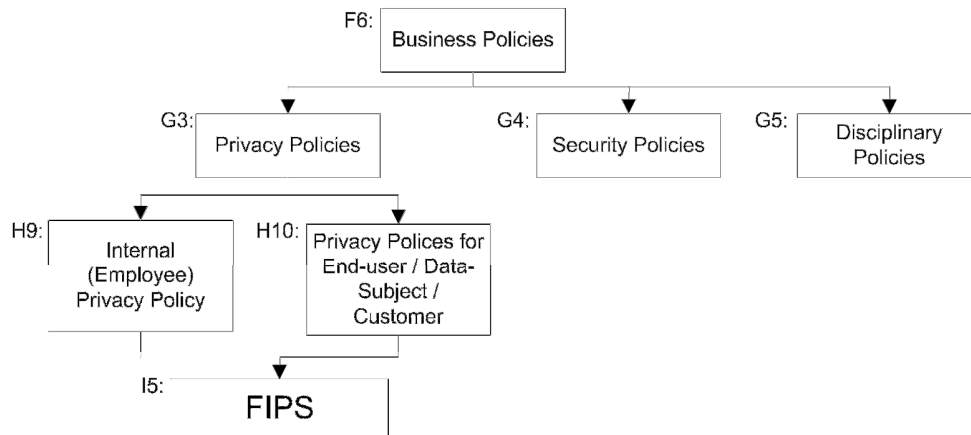 F6:
Business Policies
G3:
Privacy Policies
G4:
Security Policies
G5:
Disciplinary
Policies
H9:
Internal
(Employee)
Privacy Policy
H10:
Privacy Polices for
End-user / Data-
Subject /
Customer
I5:
FIPS